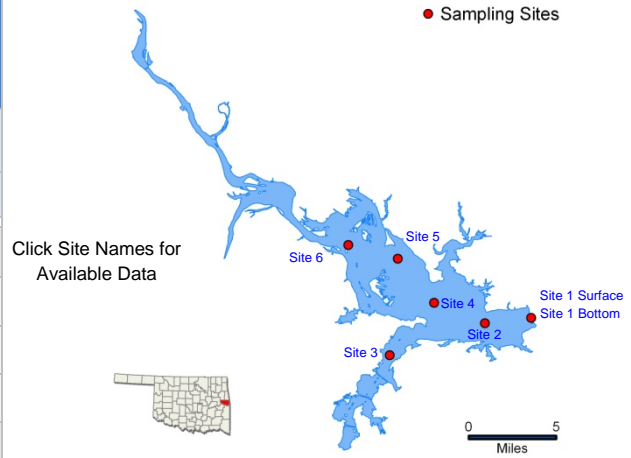 Sampling Sites
Click Site Names for
Available Data
Site 5
Site 6
Site 4
Site 1 Surface
Site 1 Bottom
Site 2
Site 3
0 5
Miles